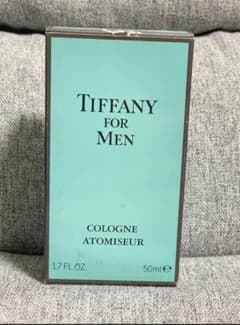 TIFFANY
FOR
MEN
COLOGNE
ATOMISEUR
1.7 FL.OZ. 50ml℮